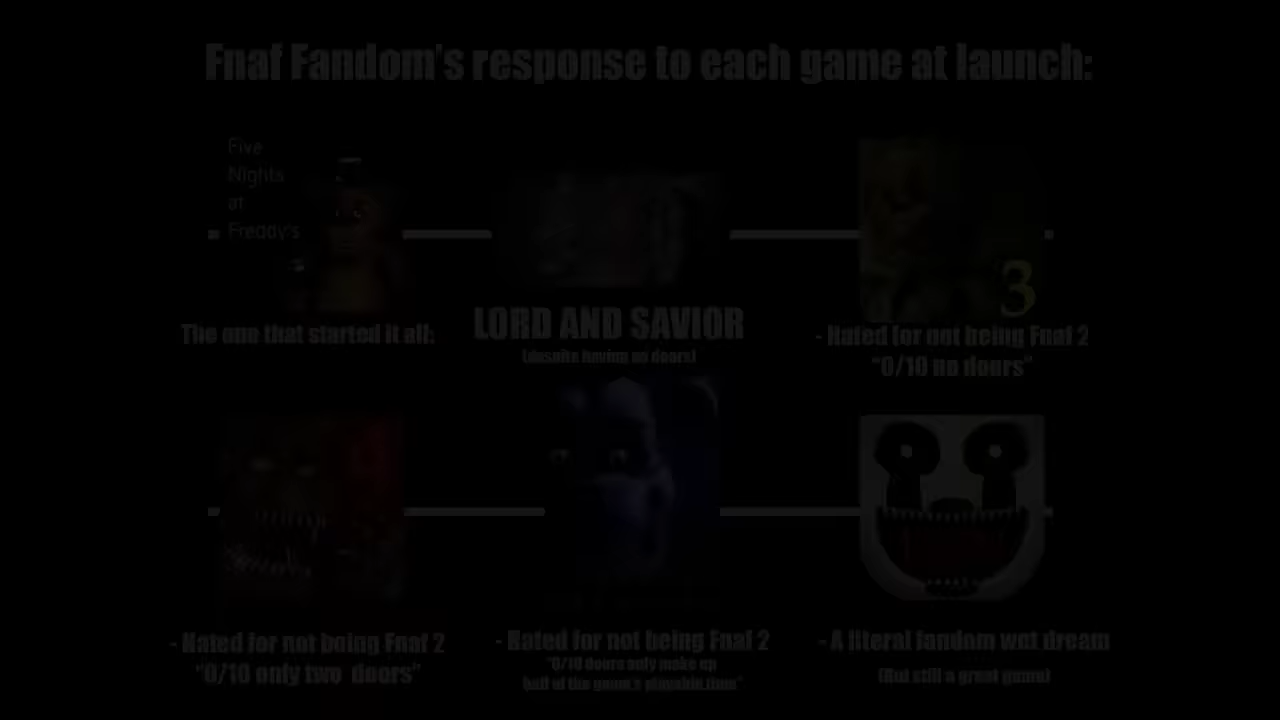 Fnaf Fandom's response to each game at launch:
Five
Nights
at
Freddy's
3
The one that started it all:
LORD AND SAVIOR
(despite having no doors)
- Hated for not being Fnaf 2
"0/10 no doors"
- Hated for not being Fnaf 2
"0/10 only two doors"
- Hated for not being Fnaf 2
"0/10 doors only make up
half of the game's playable time"
- A literal fandom wet dream
(But still a great game)